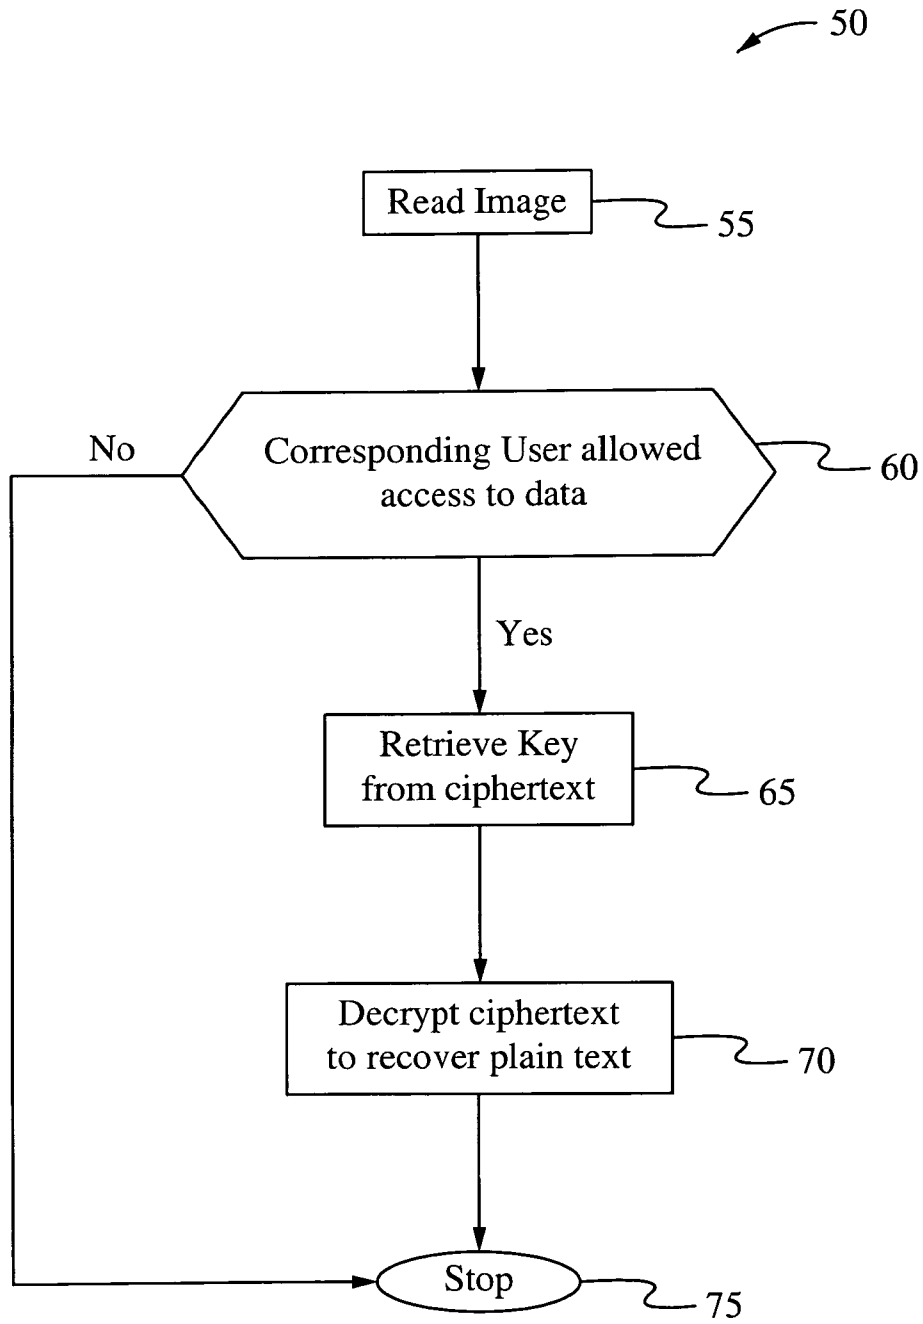 50
Read Image
55
No
Corresponding User allowed
access to data
60
Yes
Retrieve Key
from ciphertext
65
Decrypt ciphertext
to recover plain text
70
Stop
75